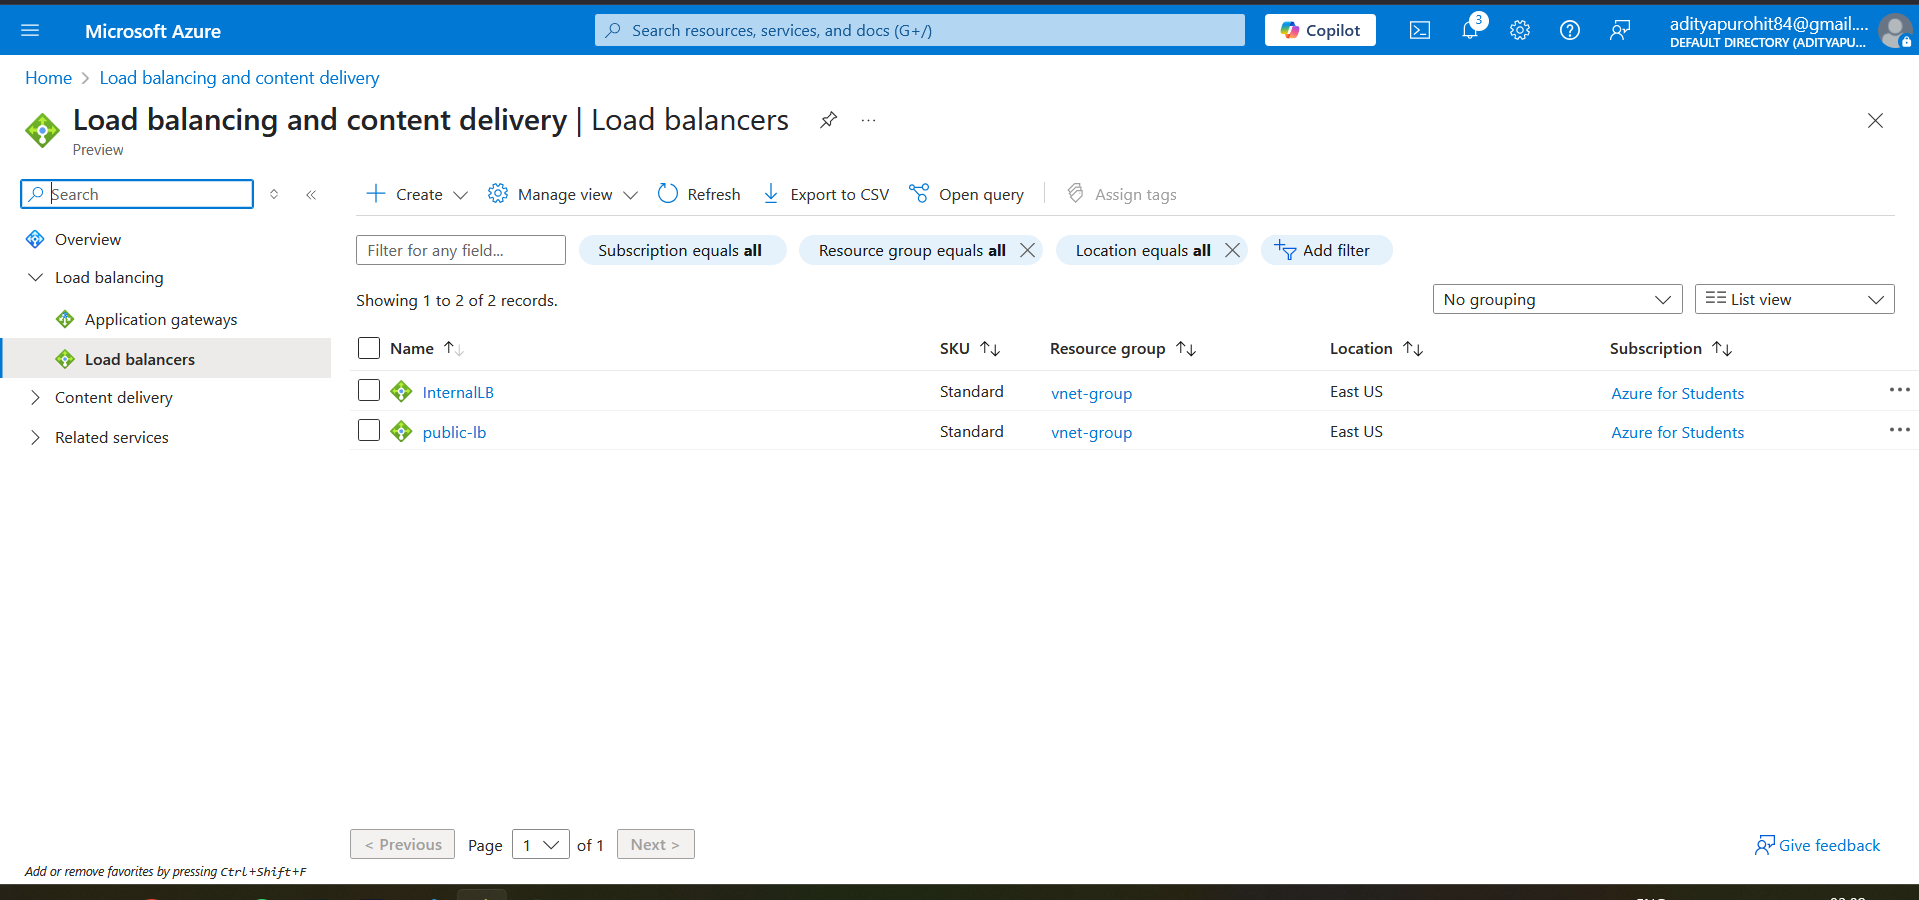 Microsoft Azure
Search resources, services, and docs (G+/)
Copilot
3
adityapurohit84@gmail....
DEFAULT DIRECTORY (ADITYAPU...
Home > Load balancing and content delivery
Load balancing and content delivery | Load balancers
...
Preview
Search
Create
Manage view
Refresh
Export to CSV
Open query
Assign tags
Overview
Load balancing
Application gateways
Load balancers
Content delivery
Related services
Filter for any field...
Subscription equals all
Resource group equals all
Location equals all
Add filter
Showing 1 to 2 of 2 records.
No grouping
List view
Name SKU Resource group Location Subscription
InternalLB Standard vnet-group East US Azure for Students
public-lb Standard vnet-group East US Azure for Students
< Previous Page 1 of 1 Next >
Give feedback
Add or remove favorites by pressing Ctrl+Shift+F